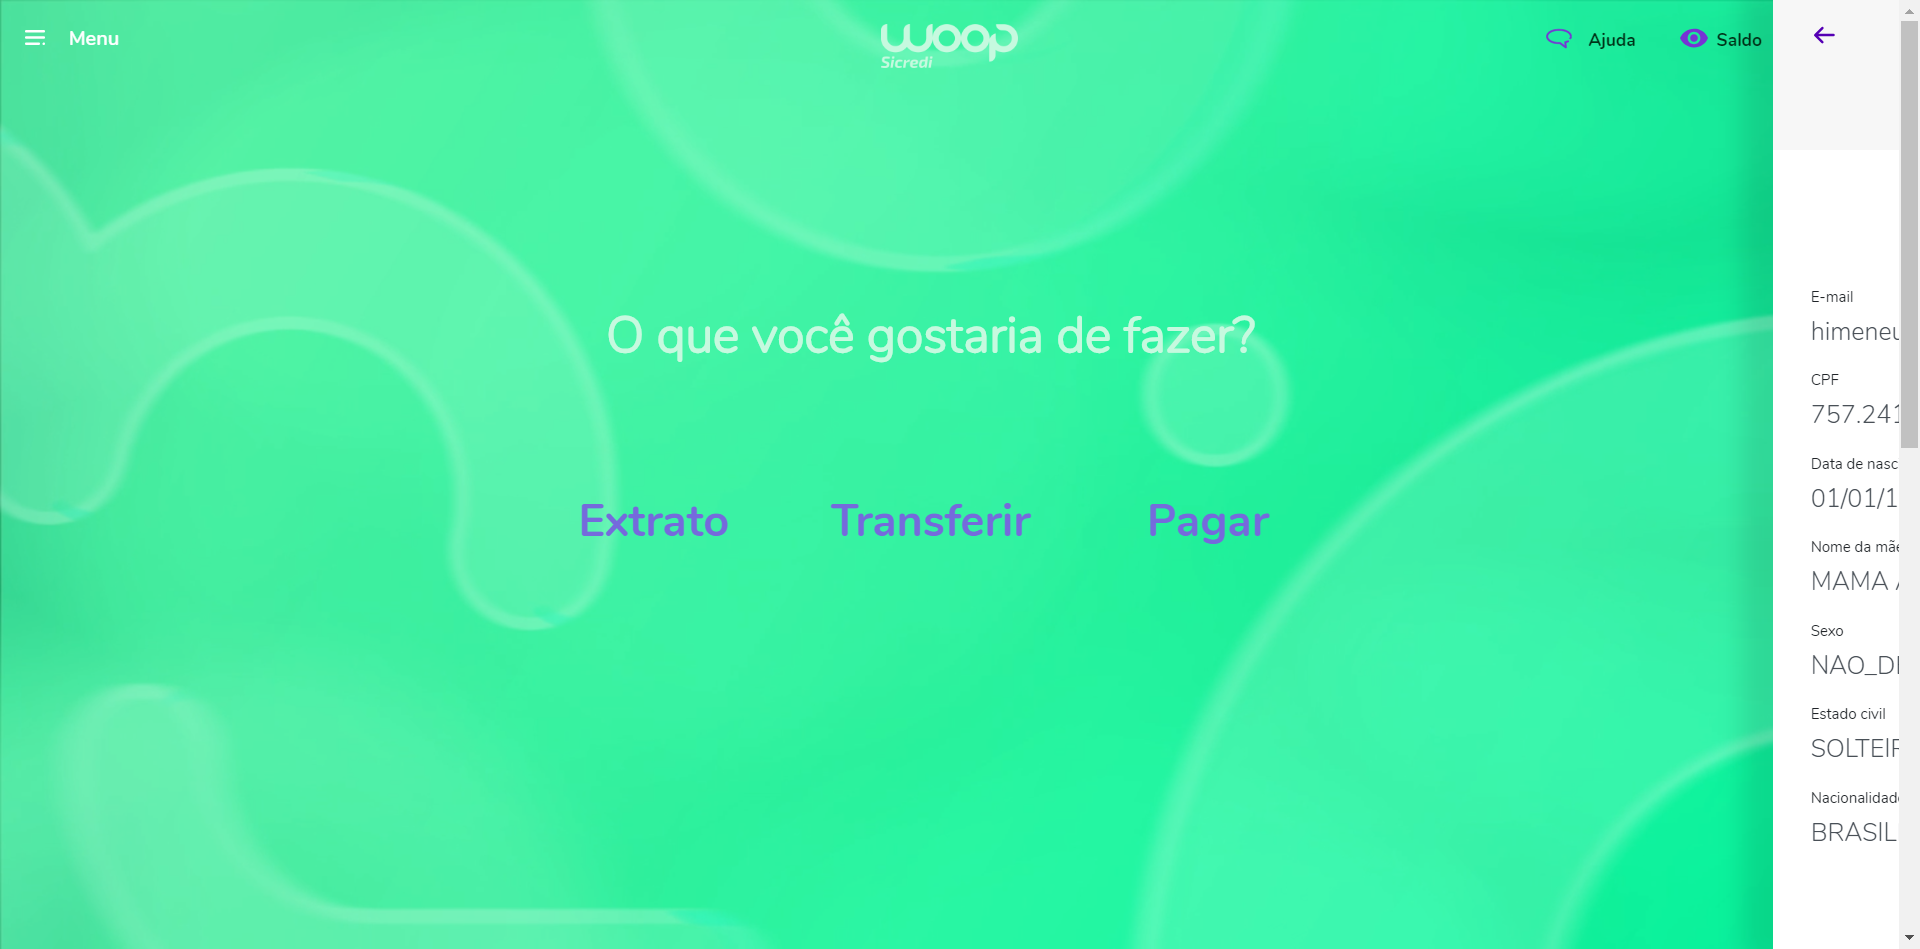 Menu
woop
Sicredi
Ajuda
Saldo
O que você gostaria de fazer?
Extrato
Transferir
Pagar
E-mail
himeneu
CPF
757.241
Data de nasc
01/01/1
Nome da mãe
MAMA A
Sexo
NAO_DE
Estado civil
SOLTEIR
Nacionalidade
BRASIL